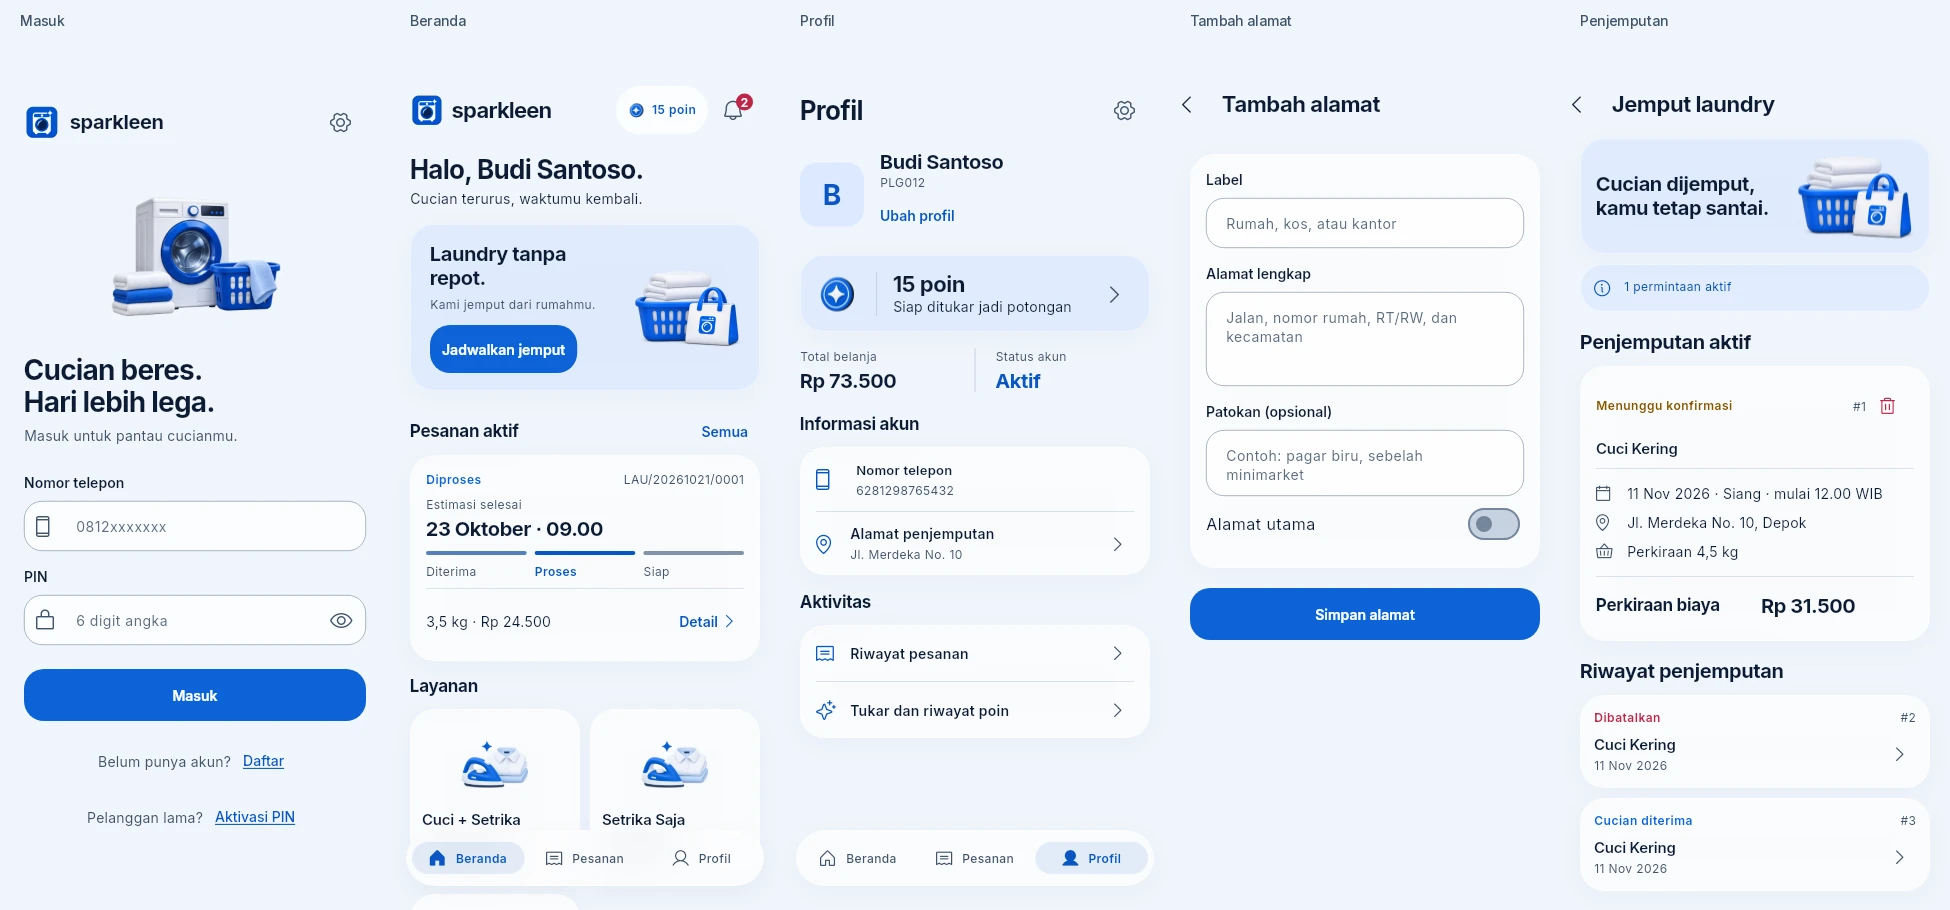 Masuk
sparkleen
Cucian beres.
Hari lebih lega.
Masuk untuk pantau cucianmu.
Nomor telepon
0812xxxxxxx
PIN
6 digit angka
Masuk
Belum punya akun? Daftar
Pelanggan lama? Aktivasi PIN
Beranda
sparkleen
15 poin
2
Halo, Budi Santoso.
Cucian terurus, waktumu kembali.
Laundry tanpa
repot.
Kami jemput dari rumahmu.
Jadwalkan jemput
Pesanan aktif
Semua
Diproses
LAU/20261021/0001
Estimasi selesai
23 Oktober · 09.00
Diterima
Proses
Siap
3,5 kg · Rp 24.500
Detail
Layanan
Cuci + Setrika
Setrika Saja
Beranda
Pesanan
Profil
Profil
Profil
B
Budi Santoso
PLG012
Ubah profil
15 poin
Siap ditukar jadi potongan
Total belanja
Rp 73.500
Status akun
Aktif
Informasi akun
Nomor telepon
6281298765432
Alamat penjemputan
Jl. Merdeka No. 10
Aktivitas
Riwayat pesanan
Tukar dan riwayat poin
Beranda
Pesanan
Profil
Tambah alamat
Tambah alamat
Label
Rumah, kos, atau kantor
Alamat lengkap
Jalan, nomor rumah, RT/RW, dan
kecamatan
Patokan (opsional)
Contoh: pagar biru, sebelah
minimarket
Alamat utama
Simpan alamat
Penjemputan
Jemput laundry
Cucian dijemput,
kamu tetap santai.
1 permintaan aktif
Penjemputan aktif
Menunggu konfirmasi
#1
Cuci Kering
11 Nov 2026 · Siang · mulai 12.00 WIB
Jl. Merdeka No. 10, Depok
Perkiraan 4,5 kg
Perkiraan biaya
Rp 31.500
Riwayat penjemputan
Dibatalkan
#2
Cuci Kering
11 Nov 2026
Cucian diterima
#3
Cuci Kering
11 Nov 2026